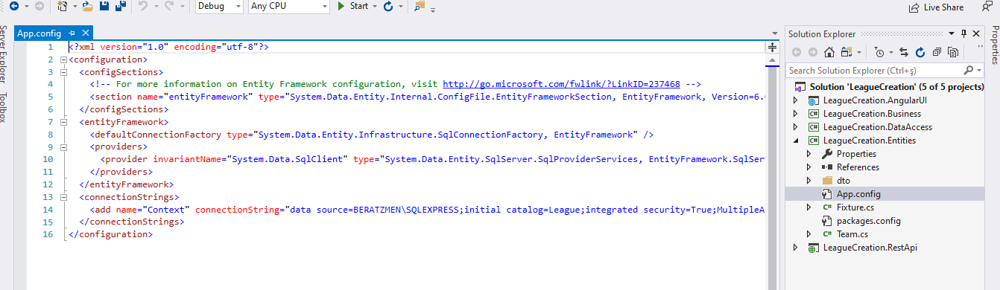 Debug
Any CPU
Start
Live Share
Server Explorer
Toolbox
App.config
1 <?xml version="1.0" encoding="utf-8"?>
2 <configuration>
3 <configSections>
4 <!-- For more information on Entity Framework configuration, visit http://go.microsoft.com/fwlink/?LinkID=237468 -->
5 <section name="entityFramework" type="System.Data.Entity.Internal.ConfigFile.EntityFrameworkSection, EntityFramework, Version=6.
6 </configSections>
7 <entityFramework>
8 <defaultConnectionFactory type="System.Data.Entity.Infrastructure.SqlConnectionFactory, EntityFramework" />
9 <providers>
10 <provider invariantName="System.Data.SqlClient" type="System.Data.Entity.SqlServer.SqlProviderServices, EntityFramework.SqlServ
11 </providers>
12 </entityFramework>
13 <connectionStrings>
14 <add name="Context" connectionString="data source=BERATZMEN\SQLEXPRESS;initial catalog=League;integrated security=True;MultipleA
15 </connectionStrings>
16 </configuration>
Solution Explorer
Search Solution Explorer (Ctrl+ş)
Solution 'LeagueCreation' (5 of 5 projects)
LeagueCreation.AngularUI
C# LeagueCreation.Business
C# LeagueCreation.DataAccess
C# LeagueCreation.Entities
Properties
References
dto
App.config
C# Fixture.cs
packages.config
C# Team.cs
LeagueCreation.RestApi
Properties